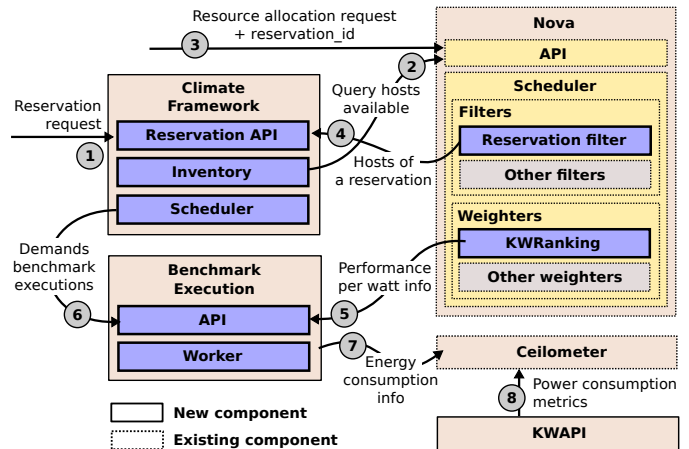 Resource allocation request
+ reservation_id
3
Nova
API
2
Climate
Framework
Query hosts
available
Scheduler
Reservation
request
1
Reservation API
4
Filters
Reservation filter
Inventory
Hosts of
a reservation
Other filters
Scheduler
Weighters
KWRanking
Other weighters
Demands
benchmark
executions
6
Benchmark
Execution
Performance
per watt info
API
5
Worker
7
Energy
consumption
info
Ceilometer
8
Power consumption
metrics
New component
Existing component
KWAPI